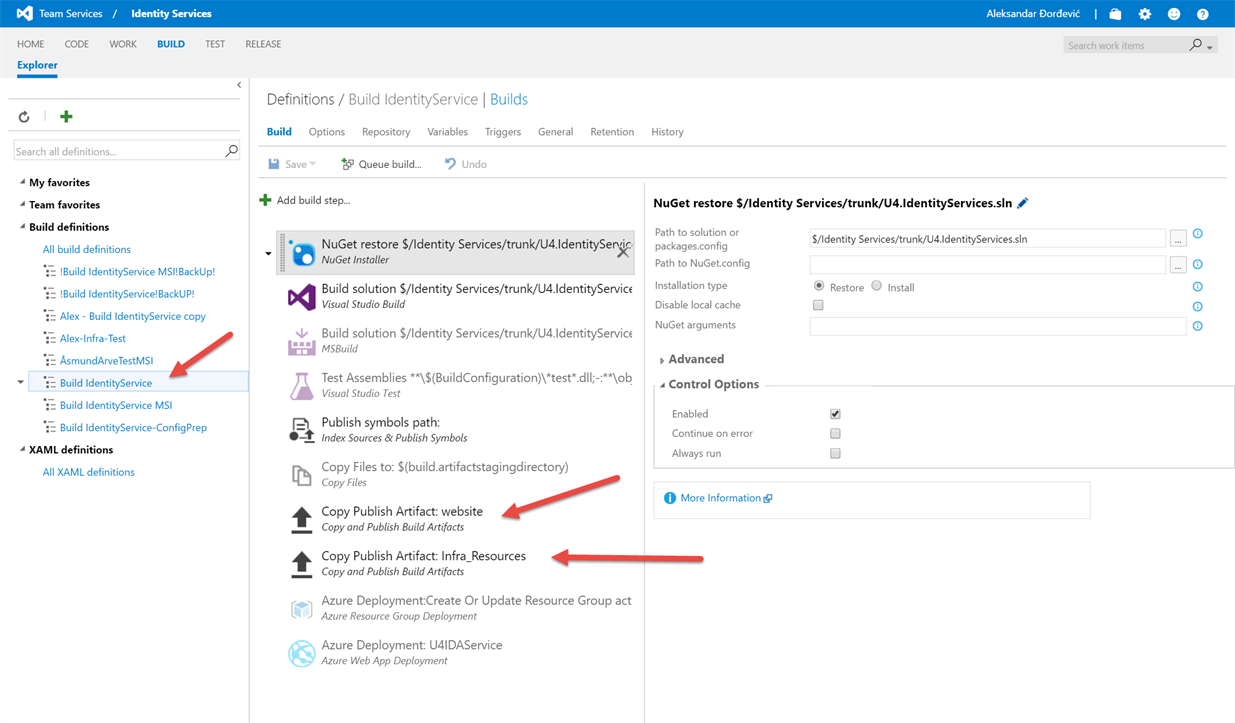 Team Services / Identity Services
Aleksandar Đorđević
HOME CODE WORK BUILD TEST RELEASE
Search work items
Explorer
Search all definitions...
My favorites
Team favorites
Build definitions
All build definitions
!Build IdentityService MSI!BackUp!
!Build IdentityService!BackUP!
Alex - Build IdentityService copy
Alex-Infra-Test
ÅsmundArveTestMSI
Build IdentityService
Build IdentityService MSI
Build IdentityService-ConfigPrep
XAML definitions
All XAML definitions
Definitions / Build IdentityService | Builds
Build Options Repository Variables Triggers General Retention History
Save Queue build... Undo
Add build step...
NuGet restore $/Identity Services/trunk/U4.IdentityService
NuGet Installer
Build solution $/Identity Services/trunk/U4.IdentityService
Visual Studio Build
Build solution $/Identity Services/trunk/U4.IdentityService
MSBuild
Test Assemblies **\$(BuildConfiguration)\*test*.dll;-:**\obj
Visual Studio Test
Publish symbols path:
Index Sources & Publish Symbols
Copy Files to: $(build.artifactstagingdirectory)
Copy Files
Copy Publish Artifact: website
Copy and Publish Build Artifacts
Copy Publish Artifact: Infra_Resources
Copy and Publish Build Artifacts
Azure Deployment:Create Or Update Resource Group act
Azure Resource Group Deployment
Azure Deployment: U4IDAService
Azure Web App Deployment
NuGet restore $/Identity Services/trunk/U4.IdentityServices.sln
Path to solution or
packages.config
$/Identity Services/trunk/U4.IdentityServices.sln
...
Path to NuGet.config
...
Installation type
Restore Install
Disable local cache
NuGet arguments
Advanced
Control Options
Enabled
Continue on error
Always run
More Information